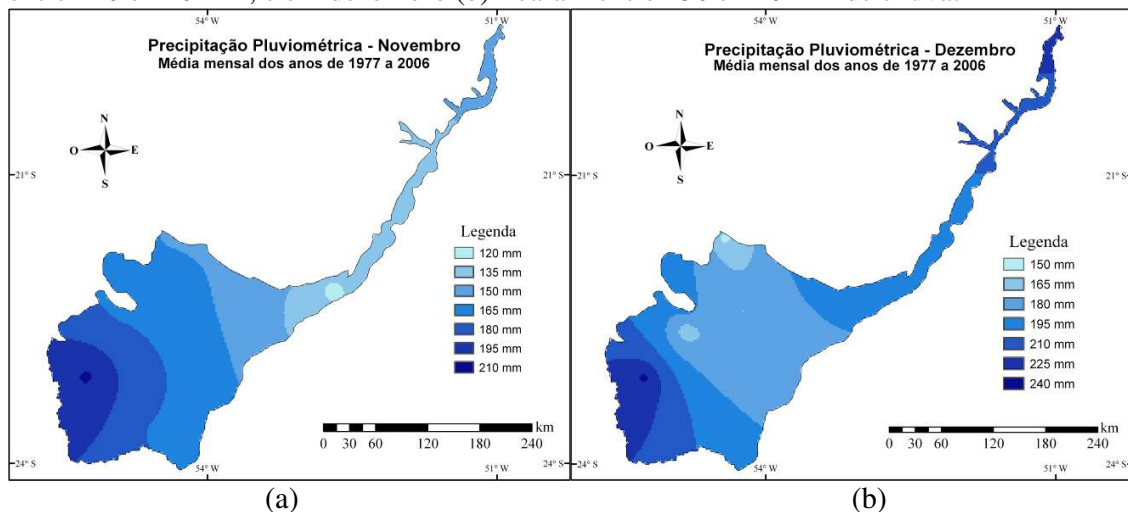 Precipitação Pluviométrica - Novembro
Média mensal dos anos de 1977 a 2006
54° W
51° W
N
O
E
S
21° S
21° S
Legenda
120 mm
135 mm
150 mm
165 mm
180 mm
195 mm
210 mm
km
0 30 60 120 180 240
24° S
54° W
51° W
(a)
Precipitação Pluviométrica - Dezembro
Média mensal dos anos de 1977 a 2006
54° W
51° W
N
O
E
S
21° S
Legenda
150 mm
165 mm
180 mm
195 mm
210 mm
225 mm
240 mm
km
0 30 60 120 180 240
24° S
54° W
51° W
24° S
(b)